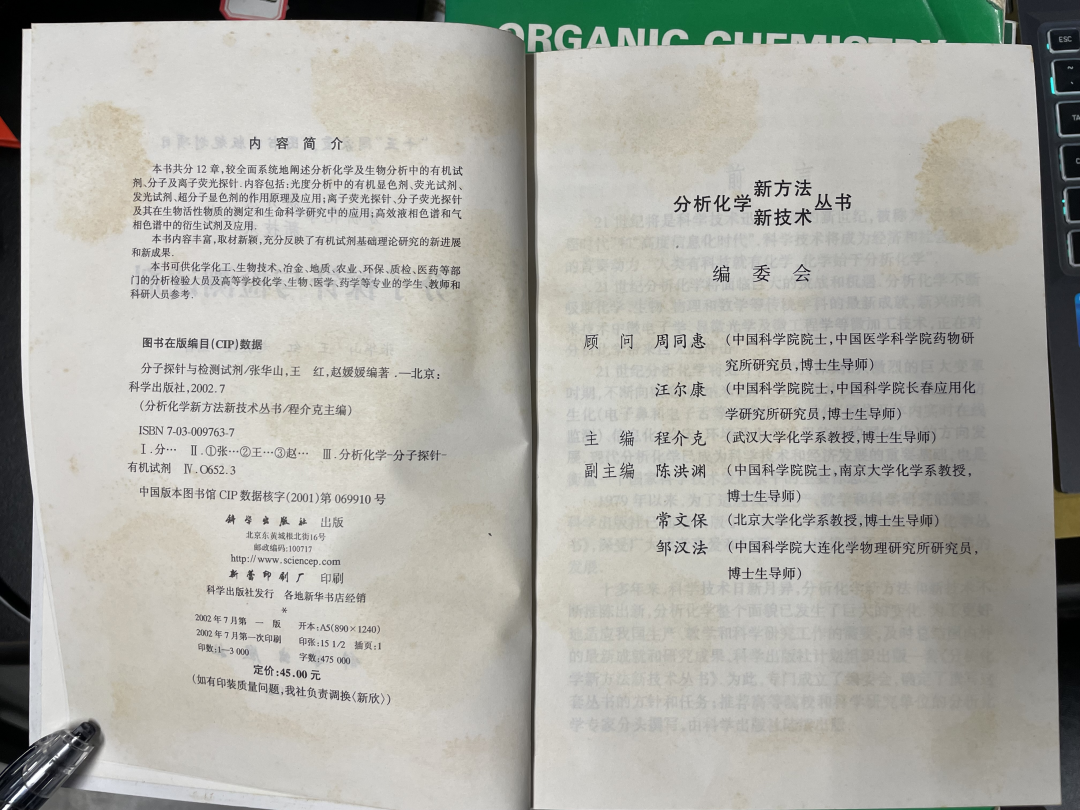 ORGANIC CHEMISTRY
ESC
内容简介
本书共分12章,较全面系统地阐述分析化学及生物分析中的有机试
剂、分子及离子荧光探针.内容包括:光度分析中的有机显色剂、荧光试剂、
发光试剂、超分子显色剂的作用原理及应用;离子荧光探针、分子荧光探针
及其在生物活性物质的测定和生命科学研究中的应用;高效液相色谱和气
相色谱中的衍生试剂及应用.
本书内容丰富,取材新颖,充分反映了有机试剂基础理论研究的新进展
和新成果.
本书可供化学化工、生物技术、冶金、地质、农业、环保、质检、医药等部
门的分析检验人员及高等学校化学、生物、医学、药学等专业的学生、教师和
科研人员参考.
图书在版编目(CIP)数据
分子探针与检测试剂/张华山,王 红,赵媛媛编著.—北京:
科学出版社,2002.7
(分析化学新方法新技术丛书/程介克主编)
ISBN 7-03-009763-7
Ⅰ.分… Ⅱ.①张…②王…③赵… Ⅲ.分析化学-分子探针-
有机试剂 Ⅳ.O652.3
中国版本图书馆CIP数据核字(2001)第069910号
科学出版社 出版
北京东黄城根北街16号
邮政编码:100717
http://www.sciencep.com
新蕾印刷厂 印刷
科学出版社发行 各地新华书店经销
*
2002年7月第 一 版 开本:A5(890×1240)
2002年7月第一次印刷 印张:15 1/2 插页:1
印数:1—3 000 字数:475 000
定价:45.00元
(如有印装质量问题,我社负责调换〈新欣〉)
新方法
分析化学 丛书
新技术
编委会
顾 问 周同惠 (中国科学院院士,中国医学科学院药物研
究所研究员,博士生导师)
汪尔康 (中国科学院院士,中国科学院长春应用化
学研究所研究员,博士生导师)
主 编 程介克 (武汉大学化学系教授,博士生导师)
副主编 陈洪渊 (中国科学院院士,南京大学化学系教授,
博士生导师)
常文保 (北京大学化学系教授,博士生导师)
邹汉法 (中国科学院大连化学物理研究所研究员,
博士生导师)